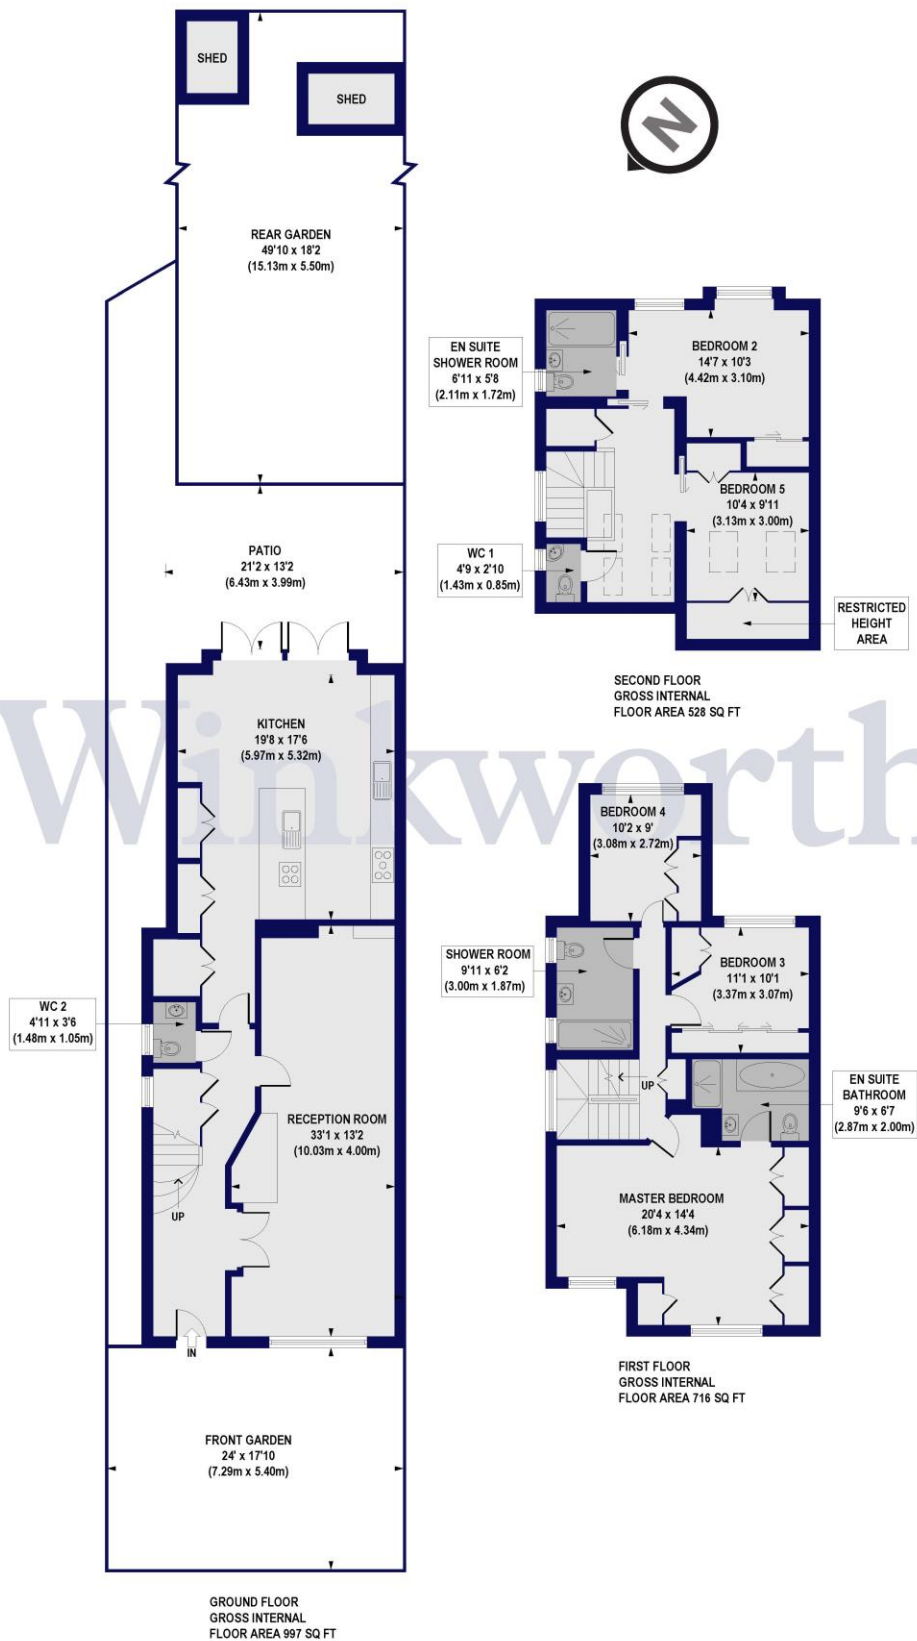 SHED
SHED
N
REAR GARDEN
49'10 x 18'2
(15.13m x 5.50m)
PATIO
21'2 x 13'2
(6.43m x 3.99m)
KITCHEN
19'8 x 17'6
(5.97m x 5.32m)
WC 2
4'11 x 3'6
(1.48m x 1.05m)
RECEPTION ROOM
33'1 x 13'2
(10.03m x 4.00m)
UP
IN
FRONT GARDEN
24' x 17'10
(7.29m x 5.40m)
GROUND FLOOR
GROSS INTERNAL
FLOOR AREA 997 SQ FT
EN SUITE
SHOWER ROOM
6'11 x 5'8
(2.11m x 1.72m)
BEDROOM 2
14'7 x 10'3
(4.42m x 3.10m)
BEDROOM 5
10'4 x 9'11
(3.13m x 3.00m)
WC 1
4'9 x 2'10
(1.43m x 0.85m)
RESTRICTED
HEIGHT
AREA
SECOND FLOOR
GROSS INTERNAL
FLOOR AREA 528 SQ FT
Winkworth
BEDROOM 4
10'2 x 9'
(3.08m x 2.72m)
SHOWER ROOM
9'11 x 6'2
(3.00m x 1.87m)
BEDROOM 3
11'1 x 10'1
(3.37m x 3.07m)
UP
EN SUITE
BATHROOM
9'6 x 6'7
(2.87m x 2.00m)
MASTER BEDROOM
20'4 x 14'4
(6.18m x 4.34m)
FIRST FLOOR
GROSS INTERNAL
FLOOR AREA 716 SQ FT